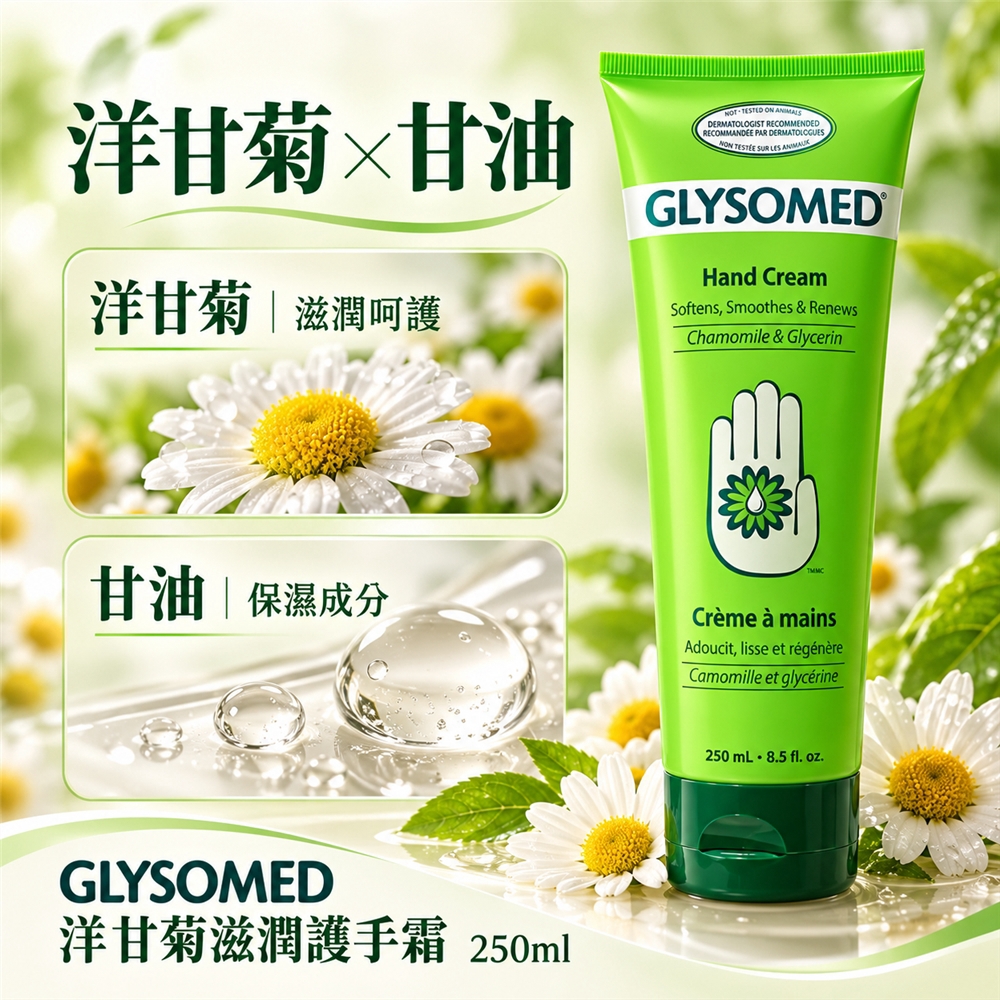 洋甘菊×甘油
洋甘菊 | 滋潤呵護
甘油 | 保濕成分
GLYSOMED
洋甘菊滋潤護手霜 250ml
NOT・TESTED ON ANIMALS
DERMATOLOGIST RECOMMENDED
RECOMMANDÉE PAR DERMATOLOGUES
NON TESTÉE SUR LES ANIMAUX
GLYSOMED®
Hand Cream
Softens, Smoothes & Renews
Chamomile & Glycerin
TMMC
Crème à mains
Adoucit, lisse et régénère
Camomille et glycérine
250 mL • 8.5 fl. oz.